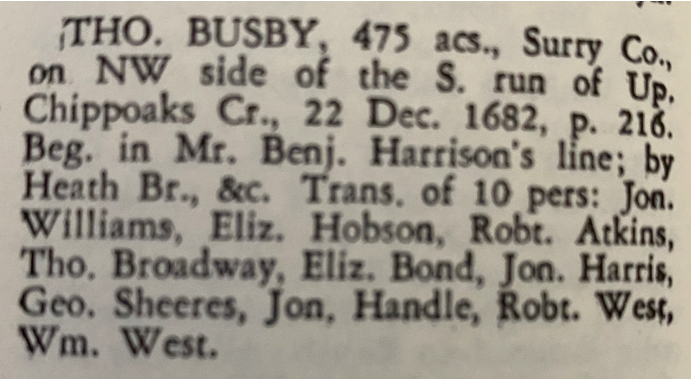 THO. BUSBY, 475 acs., Surry Co.,
on NW side of the S. run of Up.
Chippoaks Cr., 22 Dec. 1682, p. 216.
Beg. in Mr. Benj. Harrison's line; by
Heath Br., &c. Trans. of 10 pers: Jon.
Williams, Eliz. Hobson, Robt. Atkins,
Tho. Broadway, Eliz. Bond, Jon. Harris,
Geo. Sheeres, Jon. Handle, Robt. West,
Wm. West.